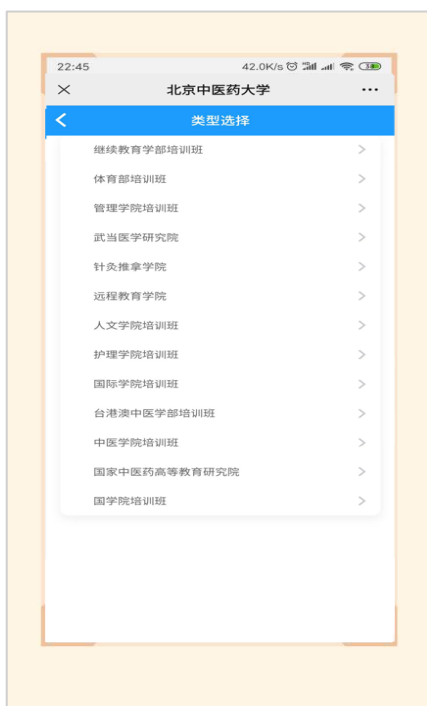 22:45 42.0K/s
北京中医药大学
类型选择
继续教育学部培训班
体育部培训班
管理学院培训班
武当医学研究院
针灸推拿学院
远程教育学院
人文学院培训班
护理学院培训班
国际学院培训班
台港澳中医学部培训班
中医学院培训班
国家中医药高等教育研究院
国学院培训班